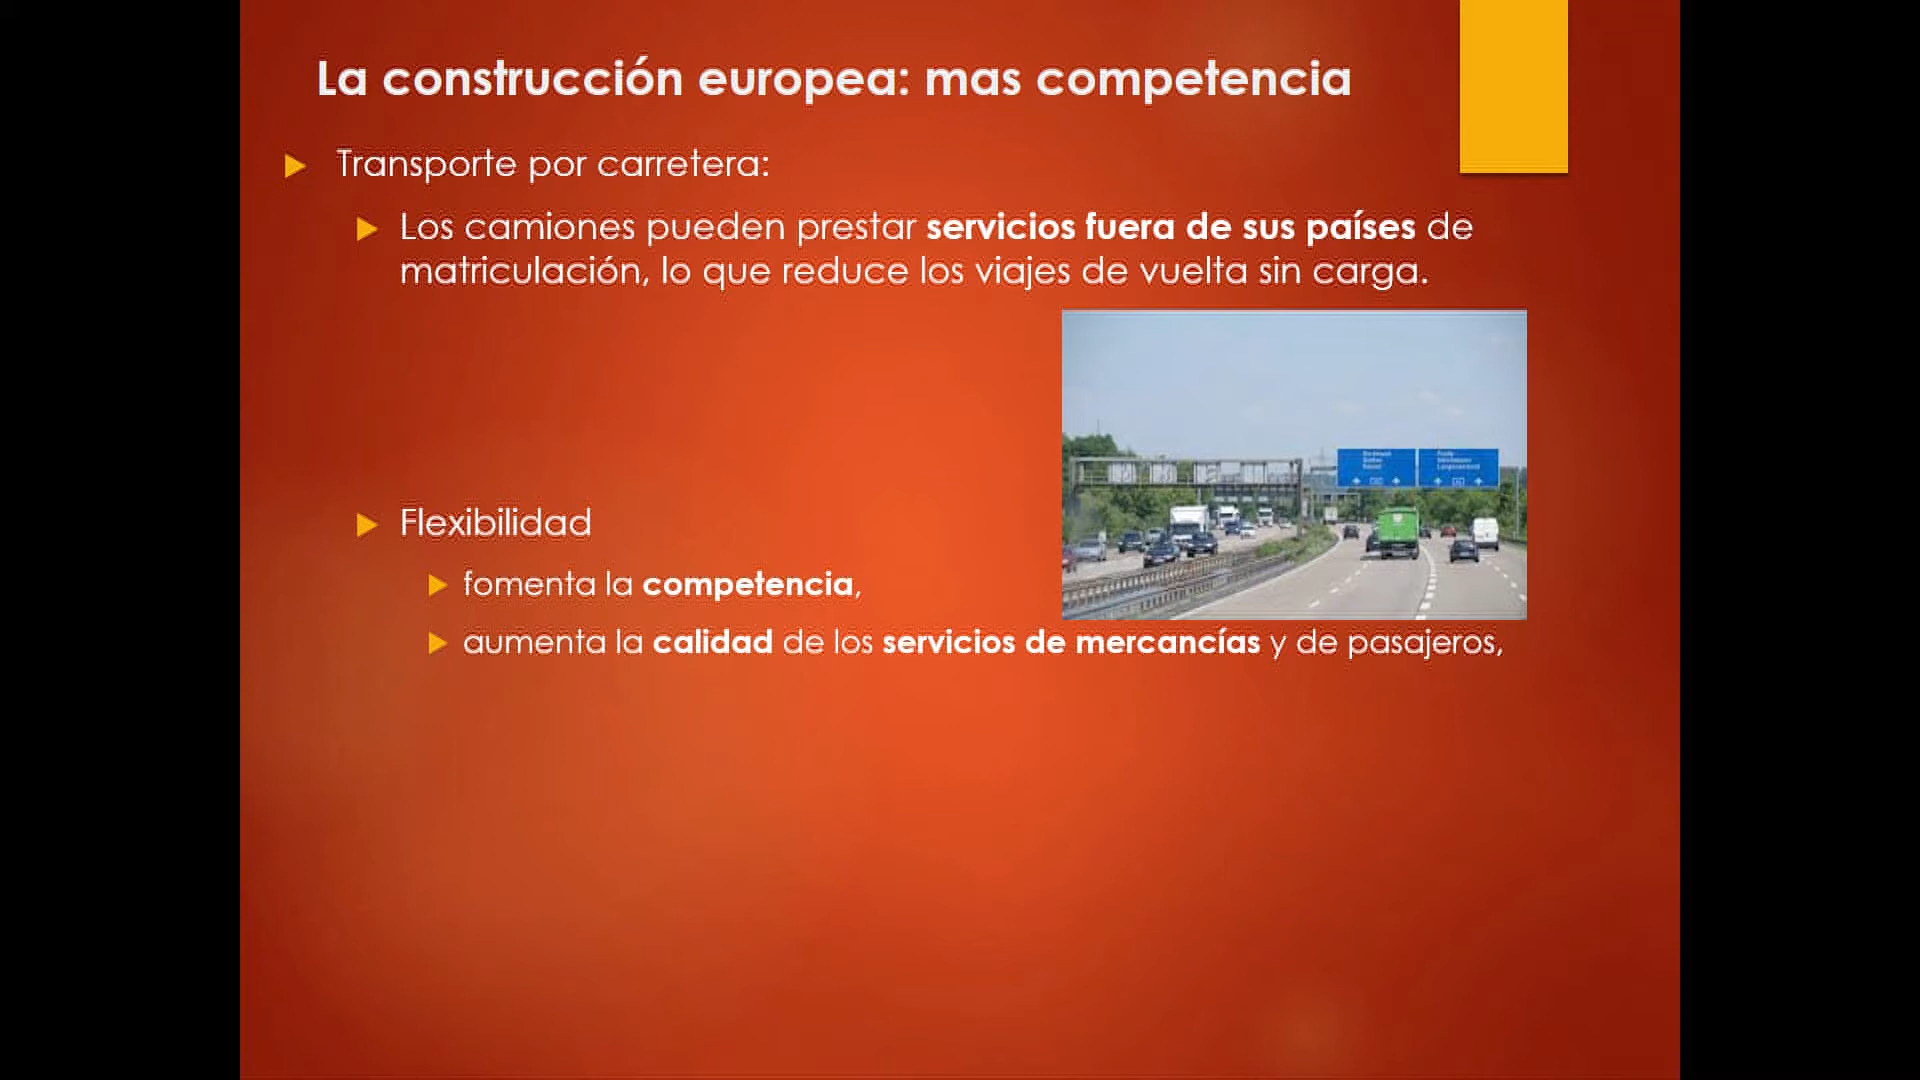 La construcción europea: mas competencia
Transporte por carretera:
Los camiones pueden prestar servicios fuera de sus países de
matriculación, lo que reduce los viajes de vuelta sin carga.
Flexibilidad
fomenta la competencia,
aumenta la calidad de los servicios de mercancías y de pasajeros,